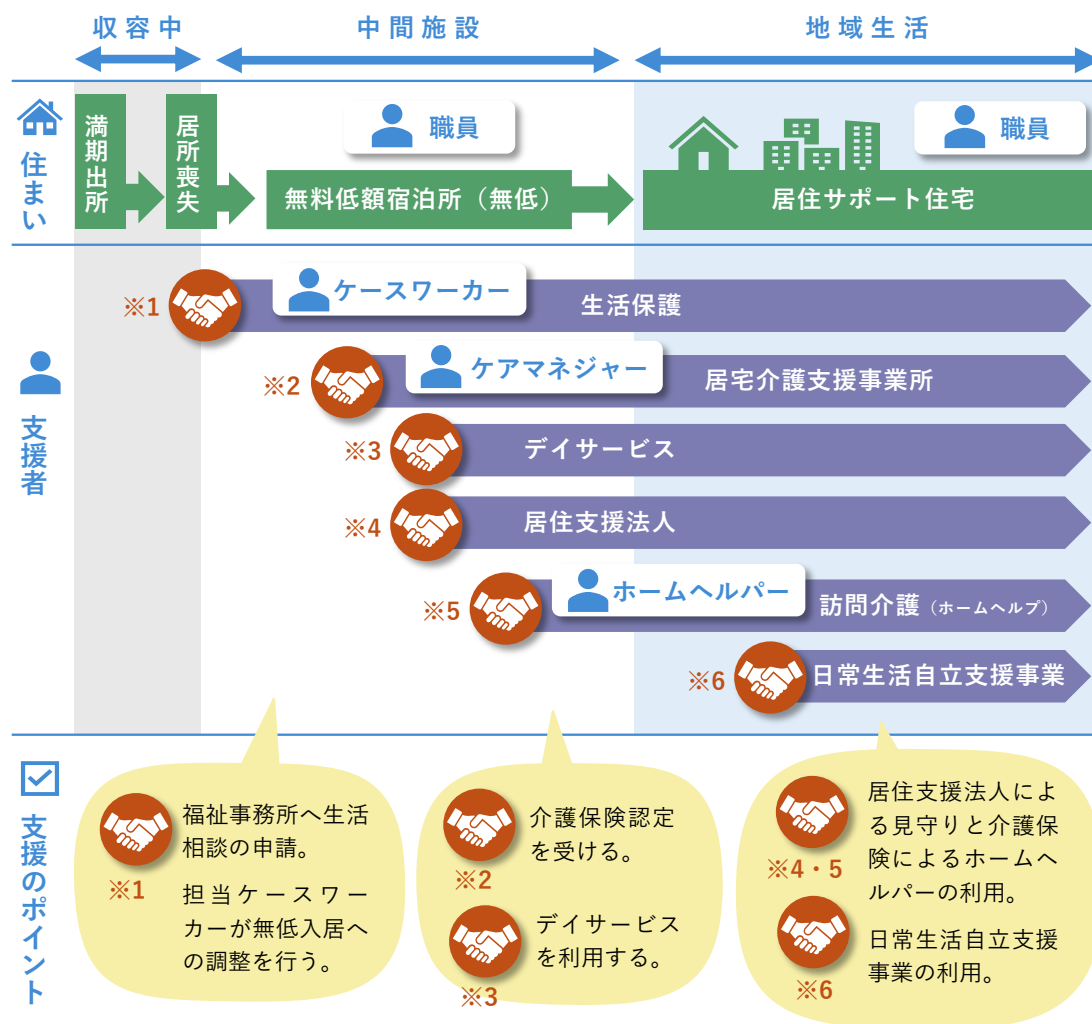 収容中
中間施設
地域生活
住まい
満期出所
居所喪失
職員
無料低額宿泊所（無低）
職員
居住サポート住宅
支援者
※1
ケースワーカー
生活保護
※2
ケアマネジャー
居宅介護支援事業所
※3
デイサービス
※4
居住支援法人
※5
ホームヘルパー
訪問介護（ホームヘルプ）
※6
日常生活自立支援事業
支援のポイント
※1
福祉事務所へ生活
相談の申請。
担当ケースワー
カーが無低入居へ
の調整を行う。
※2
介護保険認定
を受ける。
※3
デイサービス
を利用する。
※4・5
居住支援法人によ
る見守りと介護保
険によるホームヘ
ルパーの利用。
※6
日常生活自立支援
事業の利用。